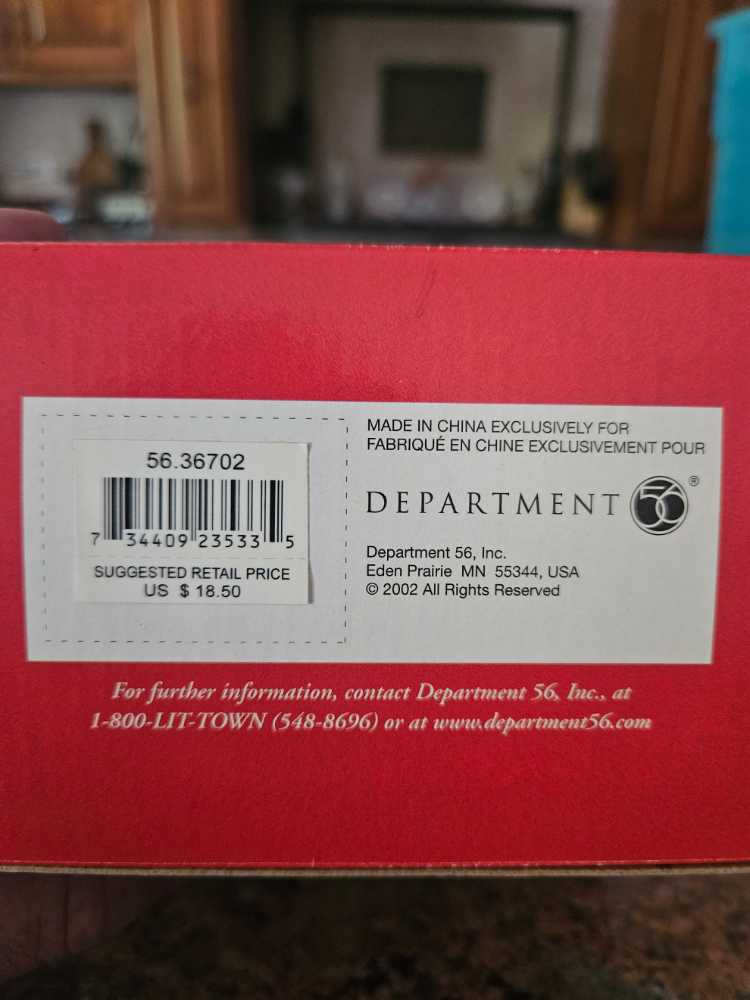 56.36702
7 34409 23533 5
SUGGESTED RETAIL PRICE
US $ 18.50
MADE IN CHINA EXCLUSIVELY FOR
FABRIQUÉ EN CHINE EXCLUSIVEMENT POUR
DEPARTMENT 56®
Department 56, Inc.
Eden Prairie MN 55344, USA
© 2002 All Rights Reserved
For further information, contact Department 56, Inc., at
1-800-LIT-TOWN (548-8696) or at www.department56.com